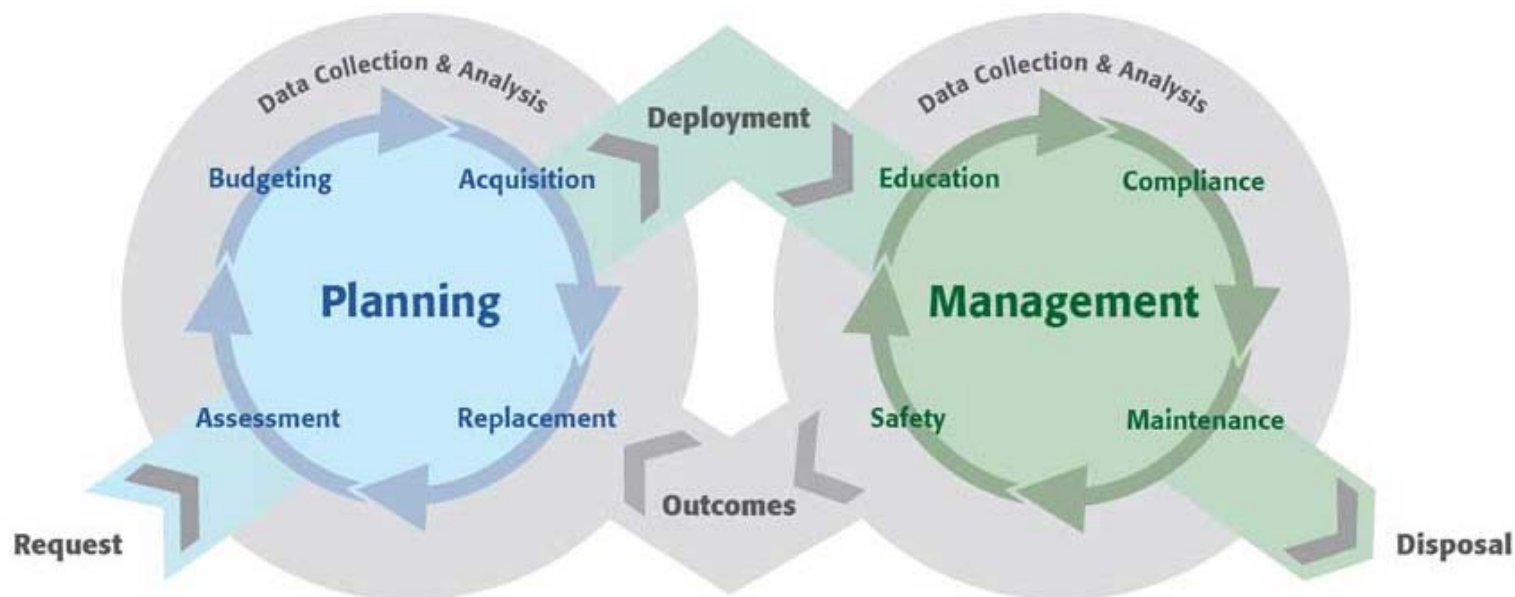 Data Collection & Analysis
Data Collection & Analysis
Deployment
Budgeting
Acquisition
Education
Compliance
Planning
Management
Assessment
Replacement
Safety
Maintenance
Outcomes
Request
Disposal